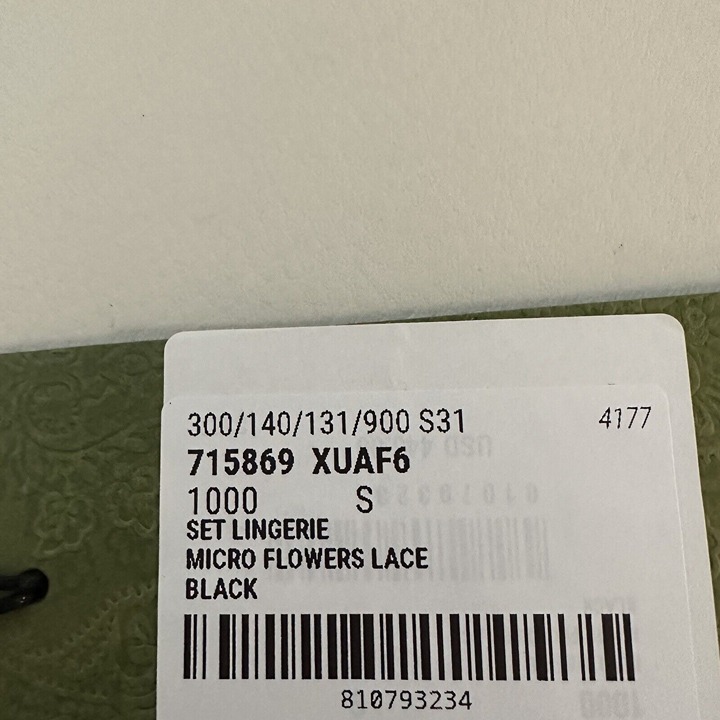 300/140/131/900 S31 4177
715869 XUAF6
1000 S
SET LINGERIE
MICRO FLOWERS LACE
BLACK
810793234